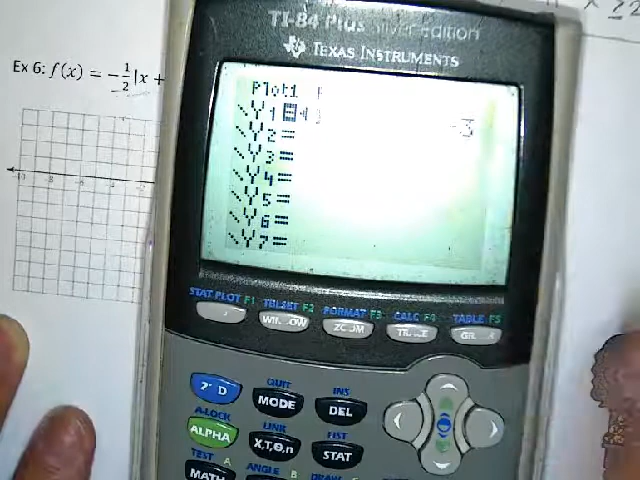 x ≥ 2
TI-84 Plus Silver Edition
TEXAS INSTRUMENTS
Ex 6: f(x) = -1/2|x +
Plot1
\Y1=
3
\Y2=
\Y3=
\Y4=
\Y5=
\Y6=
\Y7=
STAT PLOT F1 TBLSET F2 FORMAT F3 CALC F4 TABLE F5
WINDOW ZOOM TRACE GRAPH
QUIT INS
2ND MODE DEL
A-LOCK LINK LIST
ALPHA X,T,Θ,n STAT
TEST A ANGLE B DRAW C
MATH